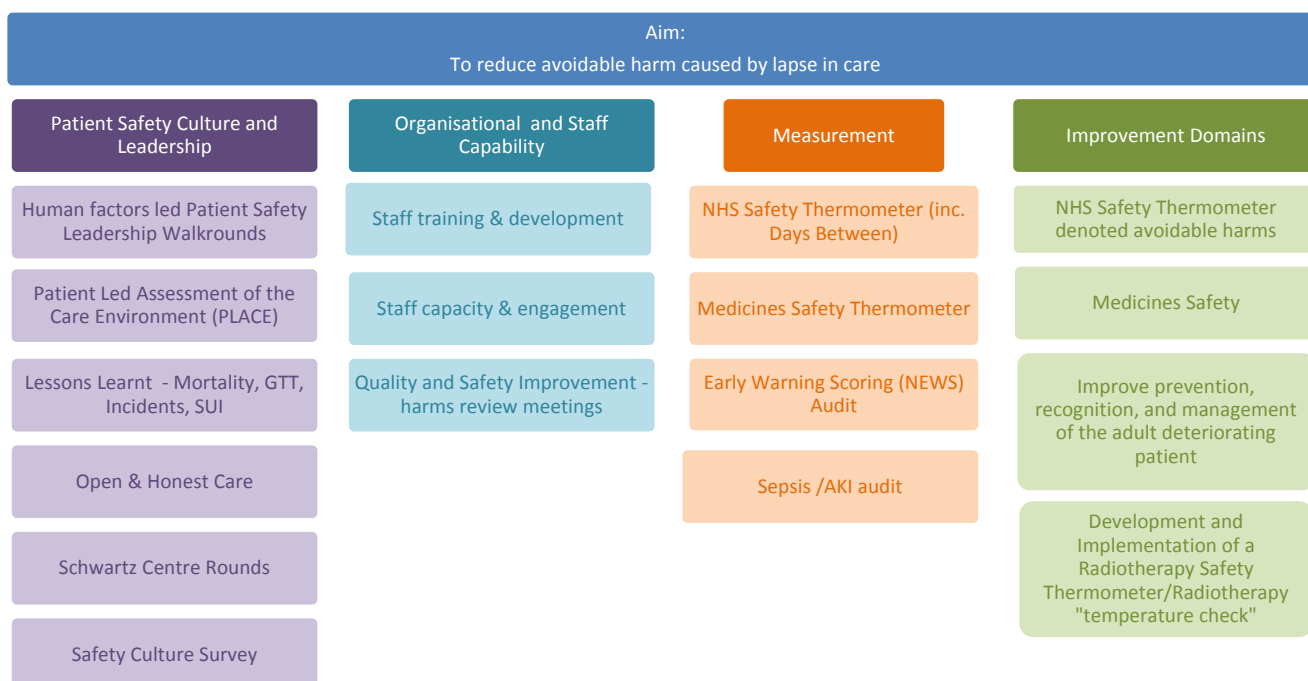 Aim:
To reduce avoidable harm caused by lapse in care
Patient Safety Culture and
Leadership
Human factors led Patient Safety
Leadership Walkrounds
Patient Led Assessment of the
Care Environment (PLACE)
Lessons Learnt - Mortality, GTT,
Incidents, SUI
Open & Honest Care
Schwartz Centre Rounds
Safety Culture Survey
Organisational and Staff
Capability
Staff training & development
Staff capacity & engagement
Quality and Safety Improvement -
harms review meetings
Measurement
NHS Safety Thermometer (inc.
Days Between)
Medicines Safety Thermometer
Early Warning Scoring (NEWS)
Audit
Sepsis /AKI audit
Improvement Domains
NHS Safety Thermometer
denoted avoidable harms
Medicines Safety
Improve prevention,
recognition, and management
of the adult deteriorating
patient
Development and
Implementation of a
Radiotherapy Safety
Thermometer/Radiotherapy
"temperature check"